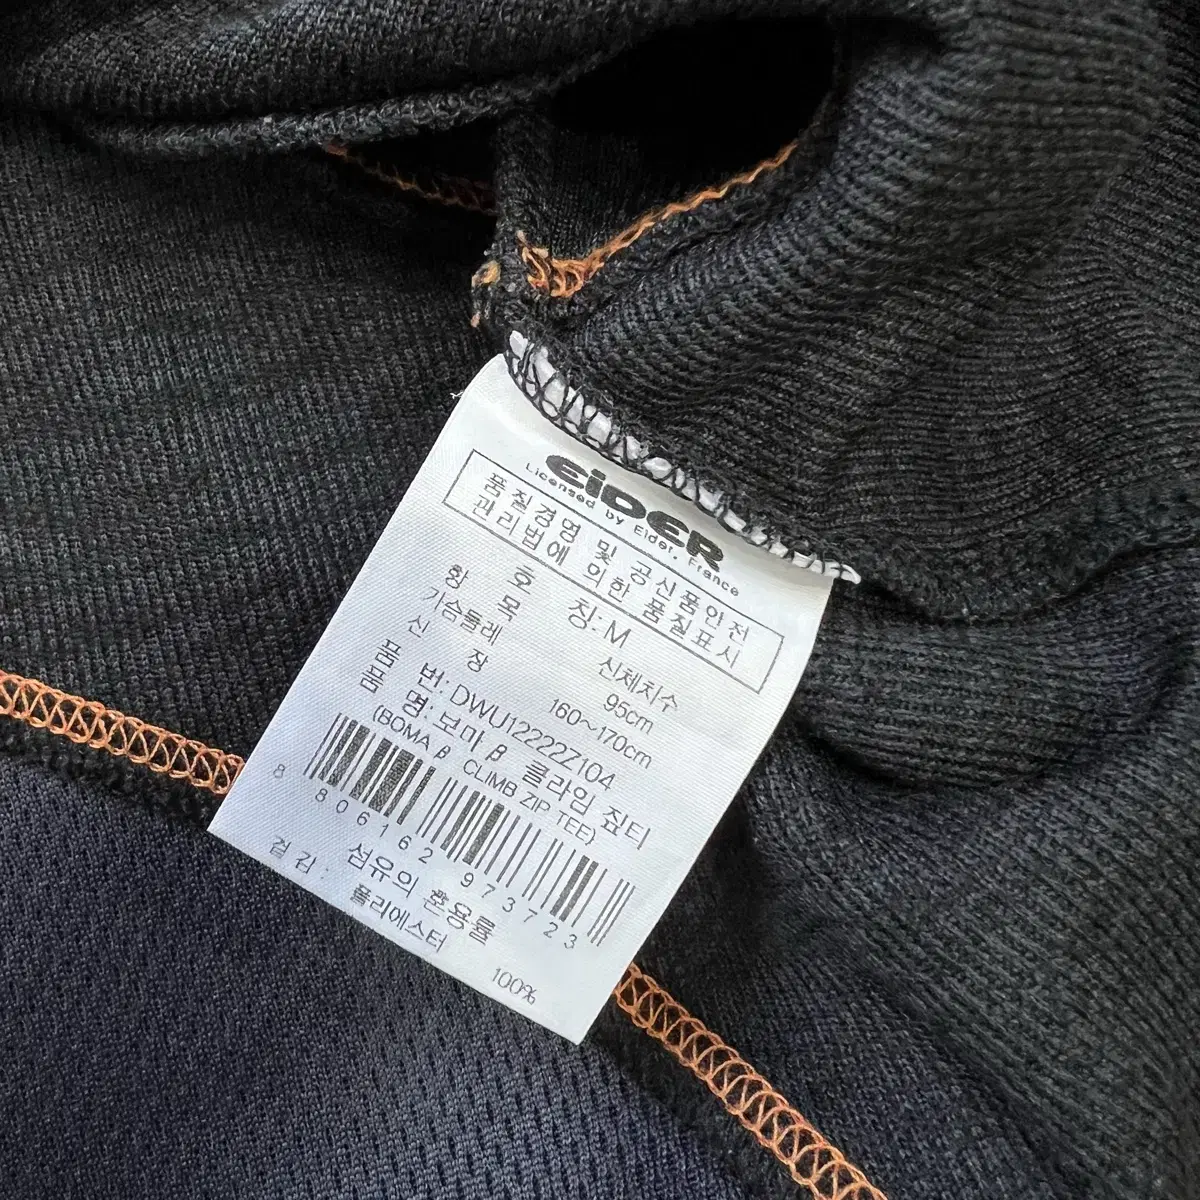 EiDER
Licensed by Eider. France
품질경영 및 공산품안전
관리법에 의한 품질표시
호 칭: M
항 목 신체치수
가슴둘레 95cm
신 장 160~170cm
품 번: DWU12222Z104
품 명: 보마 β 클라임 짚티
(BOMA β CLIMB ZIP TEE)
8 806162 973723
섬유의 혼용률
겉감: 폴리에스터 100%